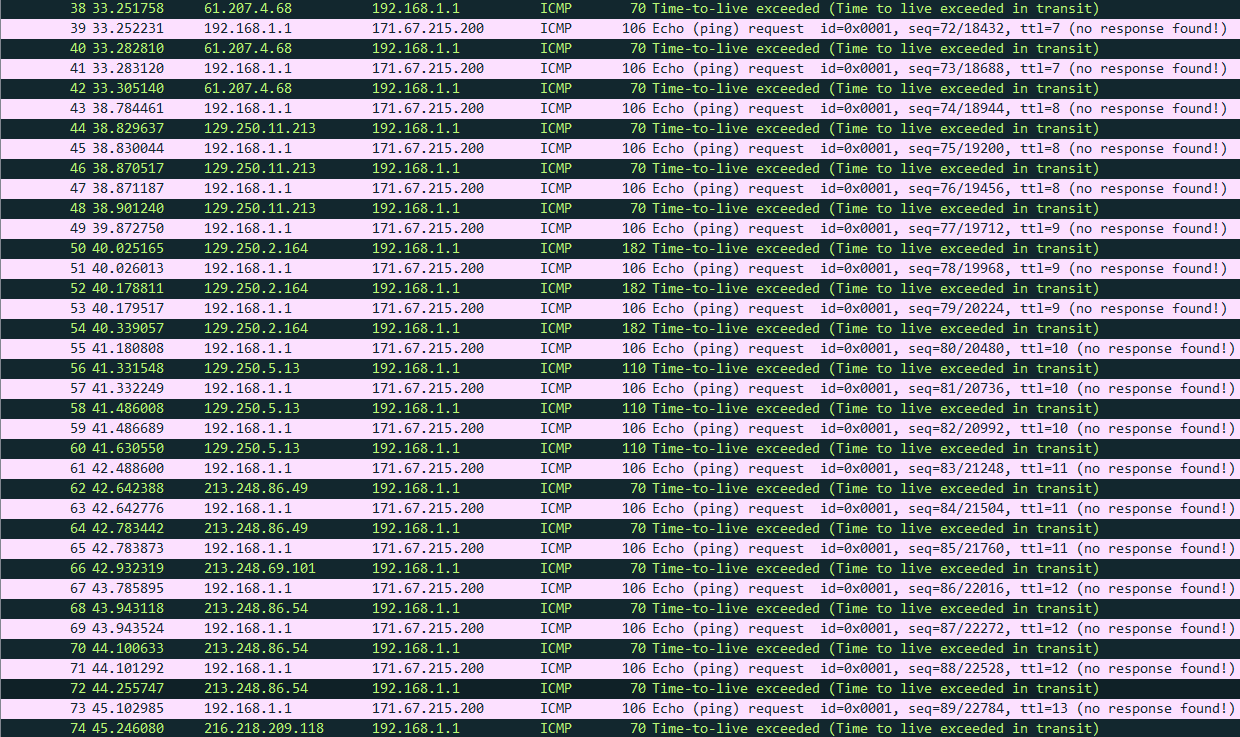 38 33.251758 61.207.4.68 192.168.1.1 ICMP 70 Time-to-live exceeded (Time to live exceeded in transit)
39 33.252231 192.168.1.1 171.67.215.200 ICMP 106 Echo (ping) request id=0x0001, seq=72/18432, ttl=7 (no response found!)
40 33.282810 61.207.4.68 192.168.1.1 ICMP 70 Time-to-live exceeded (Time to live exceeded in transit)
41 33.283120 192.168.1.1 171.67.215.200 ICMP 106 Echo (ping) request id=0x0001, seq=73/18688, ttl=7 (no response found!)
42 33.305140 61.207.4.68 192.168.1.1 ICMP 70 Time-to-live exceeded (Time to live exceeded in transit)
43 38.784461 192.168.1.1 171.67.215.200 ICMP 106 Echo (ping) request id=0x0001, seq=74/18944, ttl=8 (no response found!)
44 38.829637 129.250.11.213 192.168.1.1 ICMP 70 Time-to-live exceeded (Time to live exceeded in transit)
45 38.830044 192.168.1.1 171.67.215.200 ICMP 106 Echo (ping) request id=0x0001, seq=75/19200, ttl=8 (no response found!)
46 38.870517 129.250.11.213 192.168.1.1 ICMP 70 Time-to-live exceeded (Time to live exceeded in transit)
47 38.871187 192.168.1.1 171.67.215.200 ICMP 106 Echo (ping) request id=0x0001, seq=76/19456, ttl=8 (no response found!)
48 38.901240 129.250.11.213 192.168.1.1 ICMP 70 Time-to-live exceeded (Time to live exceeded in transit)
49 39.872750 192.168.1.1 171.67.215.200 ICMP 106 Echo (ping) request id=0x0001, seq=77/19712, ttl=9 (no response found!)
50 40.025165 129.250.2.164 192.168.1.1 ICMP 182 Time-to-live exceeded (Time to live exceeded in transit)
51 40.026013 192.168.1.1 171.67.215.200 ICMP 106 Echo (ping) request id=0x0001, seq=78/19968, ttl=9 (no response found!)
52 40.178811 129.250.2.164 192.168.1.1 ICMP 182 Time-to-live exceeded (Time to live exceeded in transit)
53 40.179517 192.168.1.1 171.67.215.200 ICMP 106 Echo (ping) request id=0x0001, seq=79/20224, ttl=9 (no response found!)
54 40.339057 129.250.2.164 192.168.1.1 ICMP 182 Time-to-live exceeded (Time to live exceeded in transit)
55 41.180808 192.168.1.1 171.67.215.200 ICMP 106 Echo (ping) request id=0x0001, seq=80/20480, ttl=10 (no response found!)
56 41.331548 129.250.5.13 192.168.1.1 ICMP 110 Time-to-live exceeded (Time to live exceeded in transit)
57 41.332249 192.168.1.1 171.67.215.200 ICMP 106 Echo (ping) request id=0x0001, seq=81/20736, ttl=10 (no response found!)
58 41.486008 129.250.5.13 192.168.1.1 ICMP 110 Time-to-live exceeded (Time to live exceeded in transit)
59 41.486689 192.168.1.1 171.67.215.200 ICMP 106 Echo (ping) request id=0x0001, seq=82/20992, ttl=10 (no response found!)
60 41.630550 129.250.5.13 192.168.1.1 ICMP 110 Time-to-live exceeded (Time to live exceeded in transit)
61 42.488600 192.168.1.1 171.67.215.200 ICMP 106 Echo (ping) request id=0x0001, seq=83/21248, ttl=11 (no response found!)
62 42.642388 213.248.86.49 192.168.1.1 ICMP 70 Time-to-live exceeded (Time to live exceeded in transit)
63 42.642776 192.168.1.1 171.67.215.200 ICMP 106 Echo (ping) request id=0x0001, seq=84/21504, ttl=11 (no response found!)
64 42.783442 213.248.86.49 192.168.1.1 ICMP 70 Time-to-live exceeded (Time to live exceeded in transit)
65 42.783873 192.168.1.1 171.67.215.200 ICMP 106 Echo (ping) request id=0x0001, seq=85/21760, ttl=11 (no response found!)
66 42.932319 213.248.69.101 192.168.1.1 ICMP 70 Time-to-live exceeded (Time to live exceeded in transit)
67 43.785895 192.168.1.1 171.67.215.200 ICMP 106 Echo (ping) request id=0x0001, seq=86/22016, ttl=12 (no response found!)
68 43.943118 213.248.86.54 192.168.1.1 ICMP 70 Time-to-live exceeded (Time to live exceeded in transit)
69 43.943524 192.168.1.1 171.67.215.200 ICMP 106 Echo (ping) request id=0x0001, seq=87/22272, ttl=12 (no response found!)
70 44.100633 213.248.86.54 192.168.1.1 ICMP 70 Time-to-live exceeded (Time to live exceeded in transit)
71 44.101292 192.168.1.1 171.67.215.200 ICMP 106 Echo (ping) request id=0x0001, seq=88/22528, ttl=12 (no response found!)
72 44.255747 213.248.86.54 192.168.1.1 ICMP 70 Time-to-live exceeded (Time to live exceeded in transit)
73 45.102985 192.168.1.1 171.67.215.200 ICMP 106 Echo (ping) request id=0x0001, seq=89/22784, ttl=13 (no response found!)
74 45.246080 216.218.209.118 192.168.1.1 ICMP 70 Time-to-live exceeded (Time to live exceeded in transit)